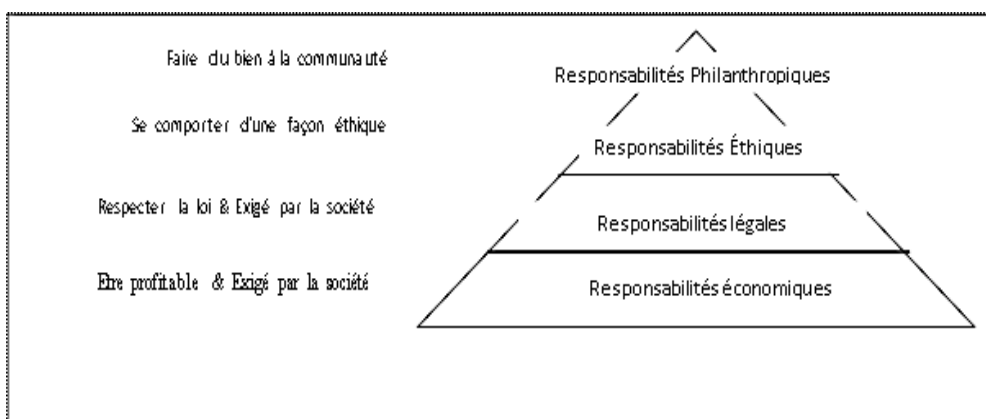 Faire du bien à la communauté
Responsabilités Philanthropiques
Se comporter d'une façon éthique
Responsabilités Éthiques
Respecter la loi & Exigé par la société
Responsabilités légales
Etre profitable & Exigé par la société
Responsabilités économiques